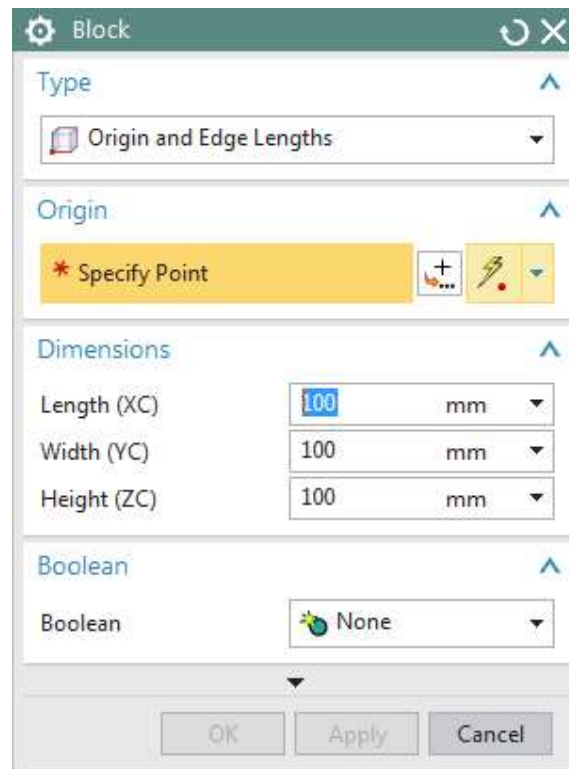 Block
Type
Origin and Edge Lengths
Origin
* Specify Point
Dimensions
Length (XC) 100 mm
Width (YC) 100 mm
Height (ZC) 100 mm
Boolean
Boolean None
OK Apply Cancel